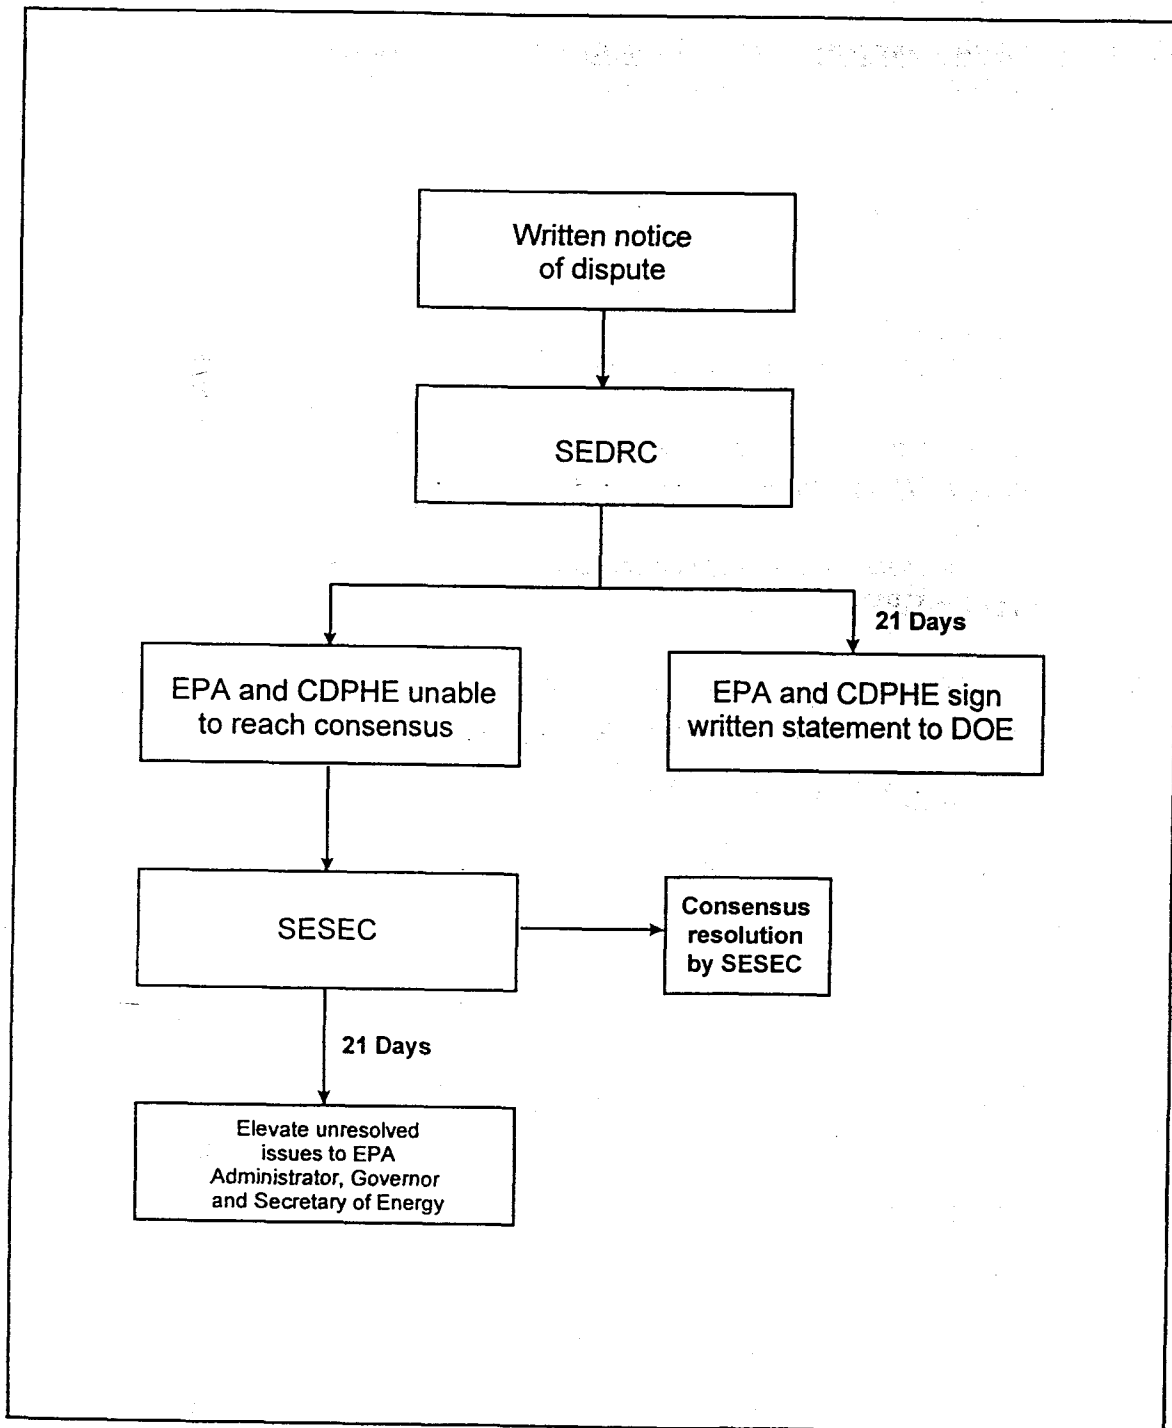 Written notice
of dispute
SEDRC
21 Days
EPA and CDPHE unable
to reach consensus
EPA and CDPHE sign
written statement to DOE
SESEC
Consensus
resolution
by SESEC
21 Days
Elevate unresolved
issues to EPA
Administrator, Governor
and Secretary of Energy